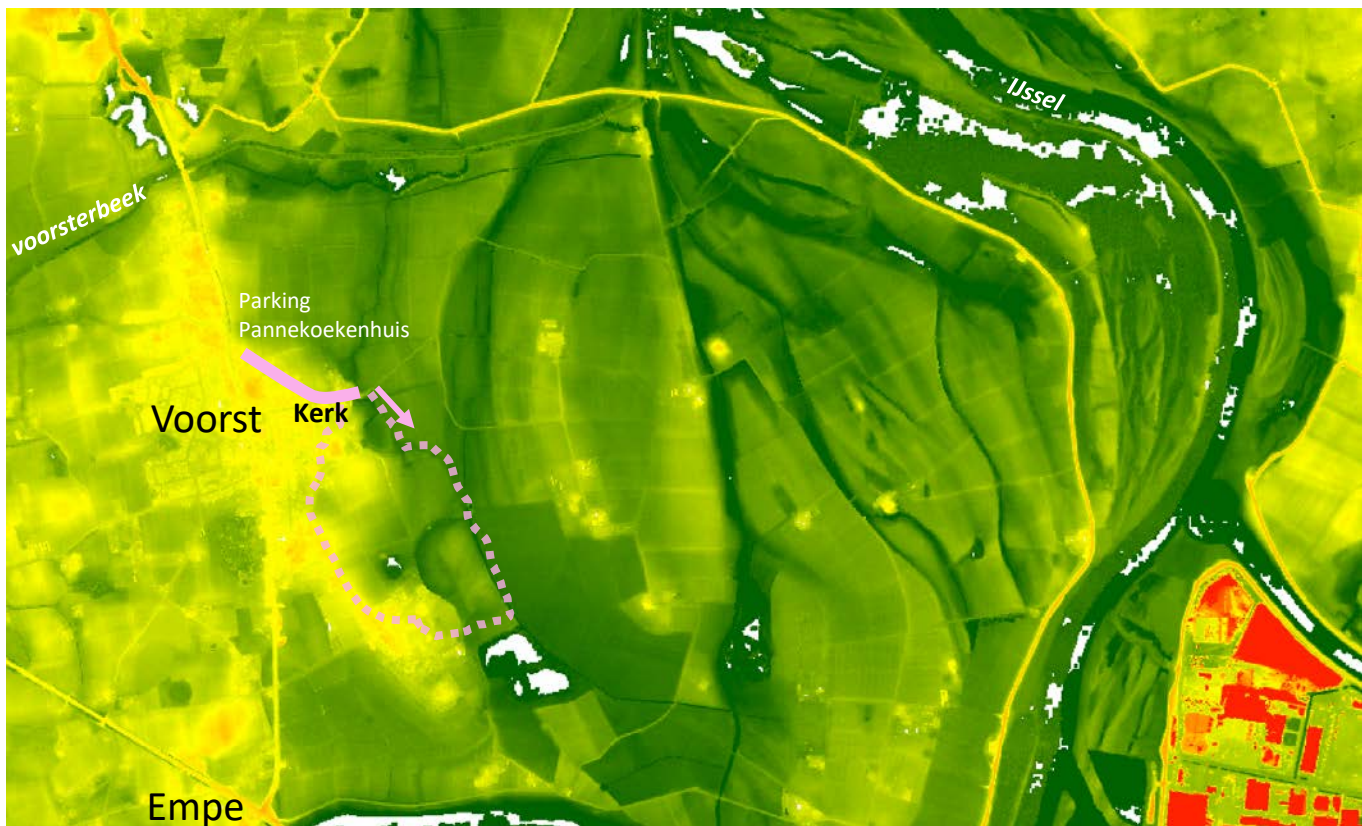 IJssel
voorsterbeek
Parking
Pannekoekenhuis
Voorst
Kerk
Empe